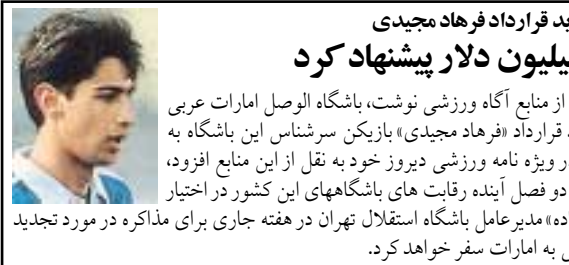 ید قرارداد فرهاد مجیدی
یلیون دلار پیشنهاد کرد
از منابع آگاه ورزشی نوشت، باشگاه الوصل امارات عربی
قرارداد «فرهاد مجیدی» بازیکن سرشناس این باشگاه به
در ویژه نامه ورزشی دیروز خود به نقل از این منابع افزود،
دو فصل آینده رقابت های باشگاههای این کشور در اختیار
اده» مدیرعامل باشگاه استقلال تهران در هفته جاری برای مذاکره در مورد تجدید
به امارات سفر خواهد کرد.